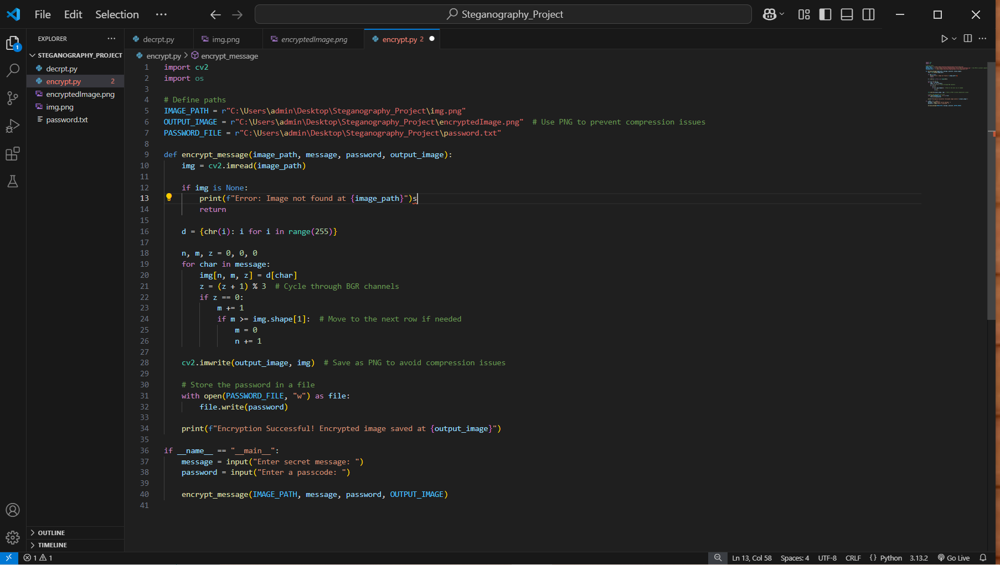 File Edit Selection ··· Steganography_Project
EXPLORER ···
1
STEGANOGRAPHY_PROJECT
decrpt.py
encrypt.py 2
encryptedImage.png
img.png
password.txt
OUTLINE
TIMELINE
decrpt.py img.png encryptedImage.png encrypt.py 2
encrypt.py > encrypt_message
1 import cv2
2 import os
3
4 # Define paths
5 IMAGE_PATH = r"C:\Users\admin\Desktop\Steganography_Project\img.png"
6 OUTPUT_IMAGE = r"C:\Users\admin\Desktop\Steganography_Project\encryptedImage.png"  # Use PNG to prevent compression issues
7 PASSWORD_FILE = r"C:\Users\admin\Desktop\Steganography_Project\password.txt"
8
9 def encrypt_message(image_path, message, password, output_image):
10     img = cv2.imread(image_path)
11
12     if img is None:
13         print(f"Error: Image not found at {image_path}")s
14         return
15
16     d = {chr(i): i for i in range(255)}
17
18     n, m, z = 0, 0, 0
19     for char in message:
20         img[n, m, z] = d[char]
21         z = (z + 1) % 3  # Cycle through BGR channels
22         if z == 0:
23             m += 1
24             if m >= img.shape[1]:  # Move to the next row if needed
25                 m = 0
26                 n += 1
27
28     cv2.imwrite(output_image, img)  # Save as PNG to avoid compression issues
29
30     # Store the password in a file
31     with open(PASSWORD_FILE, "w") as file:
32         file.write(password)
33
34     print(f"Encryption Successful! Encrypted image saved at {output_image}")
35
36 if __name__ == "__main__":
37     message = input("Enter secret message: ")
38     password = input("Enter a passcode: ")
39
40     encrypt_message(IMAGE_PATH, message, password, OUTPUT_IMAGE)
41
1 1 Ln 13, Col 58 Spaces: 4 UTF-8 CRLF {} Python 3.13.2 Go Live